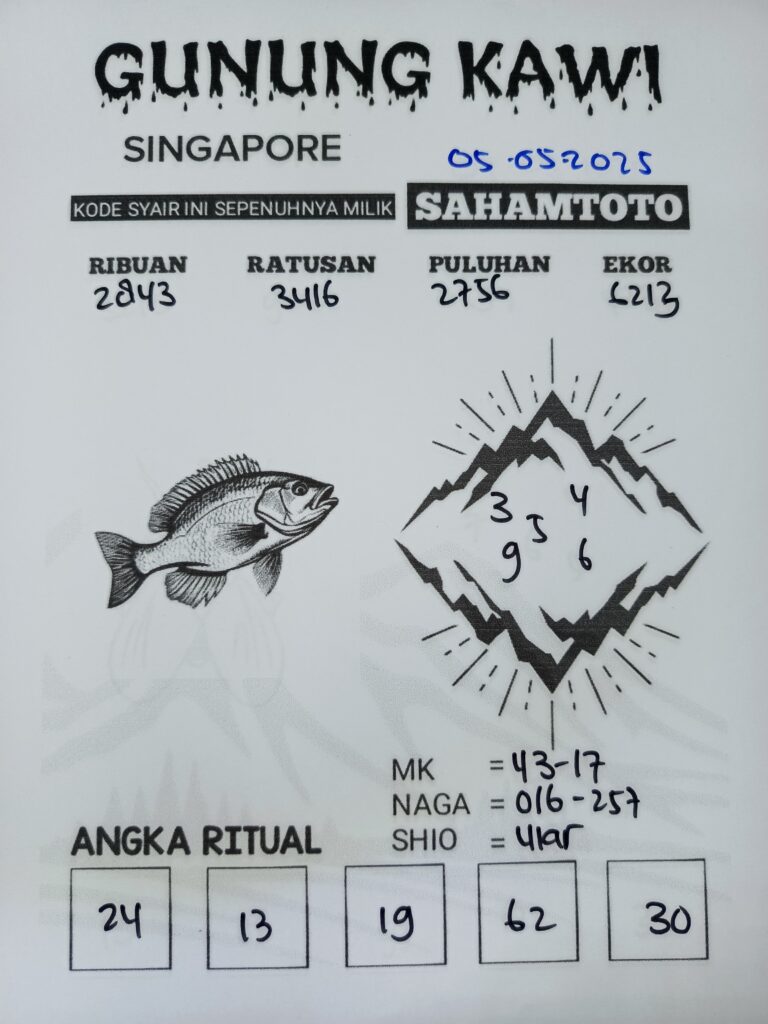 GUNUNG KAWI
SINGAPORE 05-05-2025
KODE SYAIR INI SEPENUHNYA MILIK SAHAMTOTO
RIBUAN RATUSAN PULUHAN EKOR
2843 3416 2756 6213
3 4
5
9 6
MK = 43-17
NAGA = 016-257
SHIO = ular
ANGKA RITUAL
24 13 19 62 30